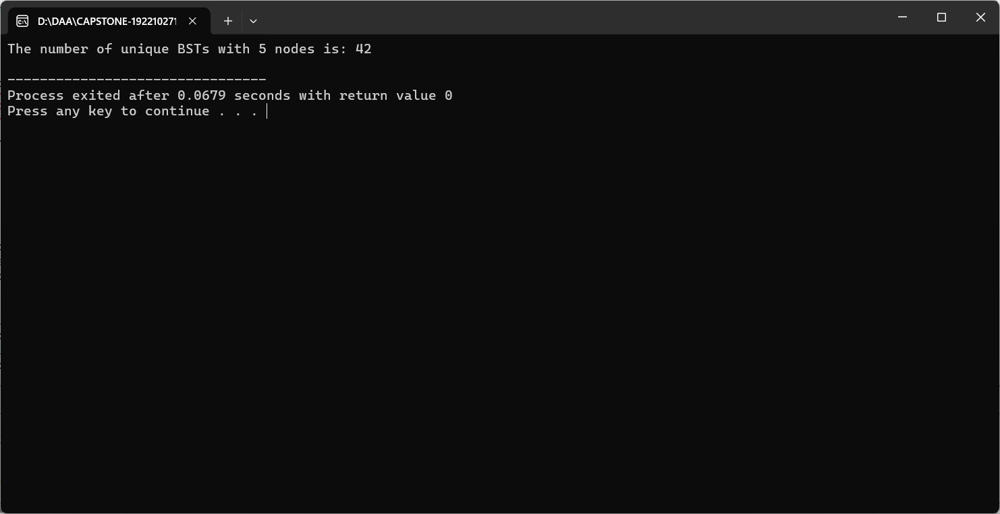 D:\DAA\CAPSTONE-192210271
The number of unique BSTs with 5 nodes is: 42
--------------------------------
Process exited after 0.0679 seconds with return value 0
Press any key to continue . . .